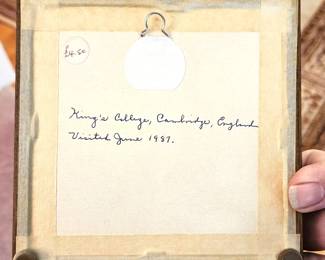 £4.50
King's College, Cambridge, England
Visited June 1987.